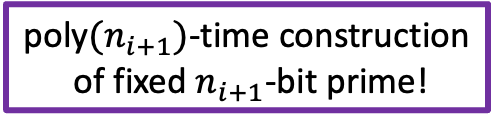 poly(n_{i+1})-time construction
of fixed n_{i+1}-bit prime!